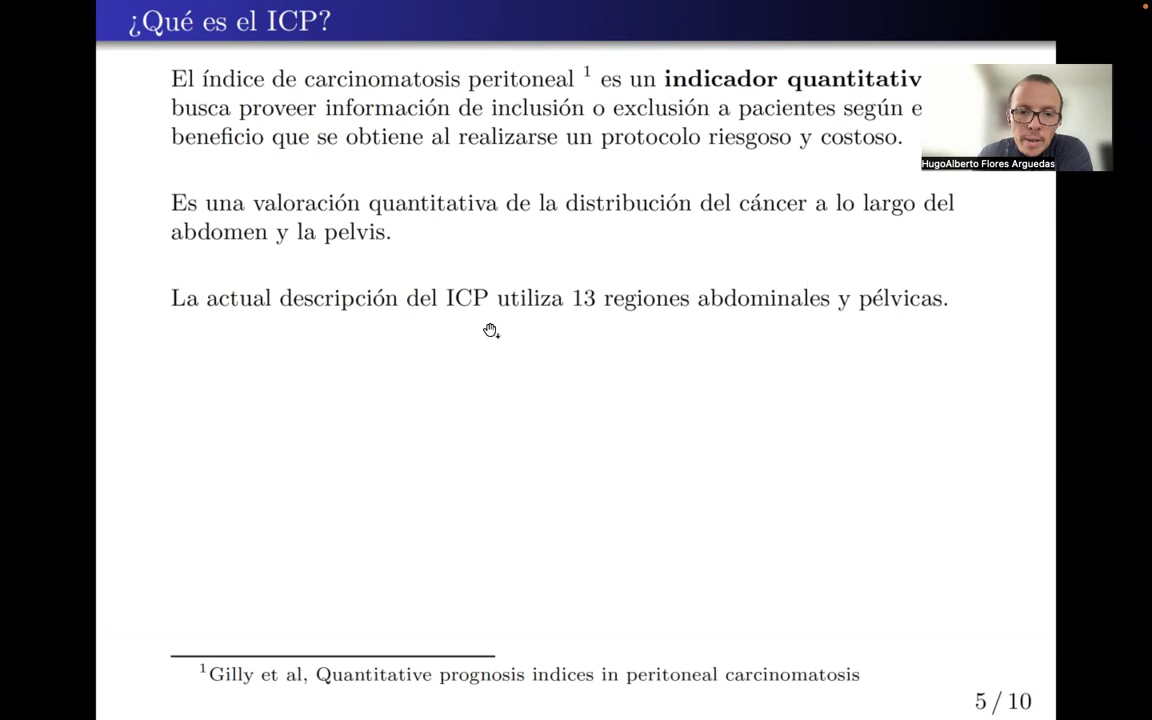 ¿Qué es el ICP?
El índice de carcinomatosis peritoneal ¹ es un indicador quantitativ
busca proveer información de inclusión o exclusión a pacientes según e
beneficio que se obtiene al realizarse un protocolo riesgoso y costoso.
HugoAlberto Flores Arguedas
Es una valoración quantitativa de la distribución del cáncer a lo largo del
abdomen y la pelvis.
La actual descripción del ICP utiliza 13 regiones abdominales y pélvicas.
¹Gilly et al, Quantitative prognosis indices in peritoneal carcinomatosis
5 / 10